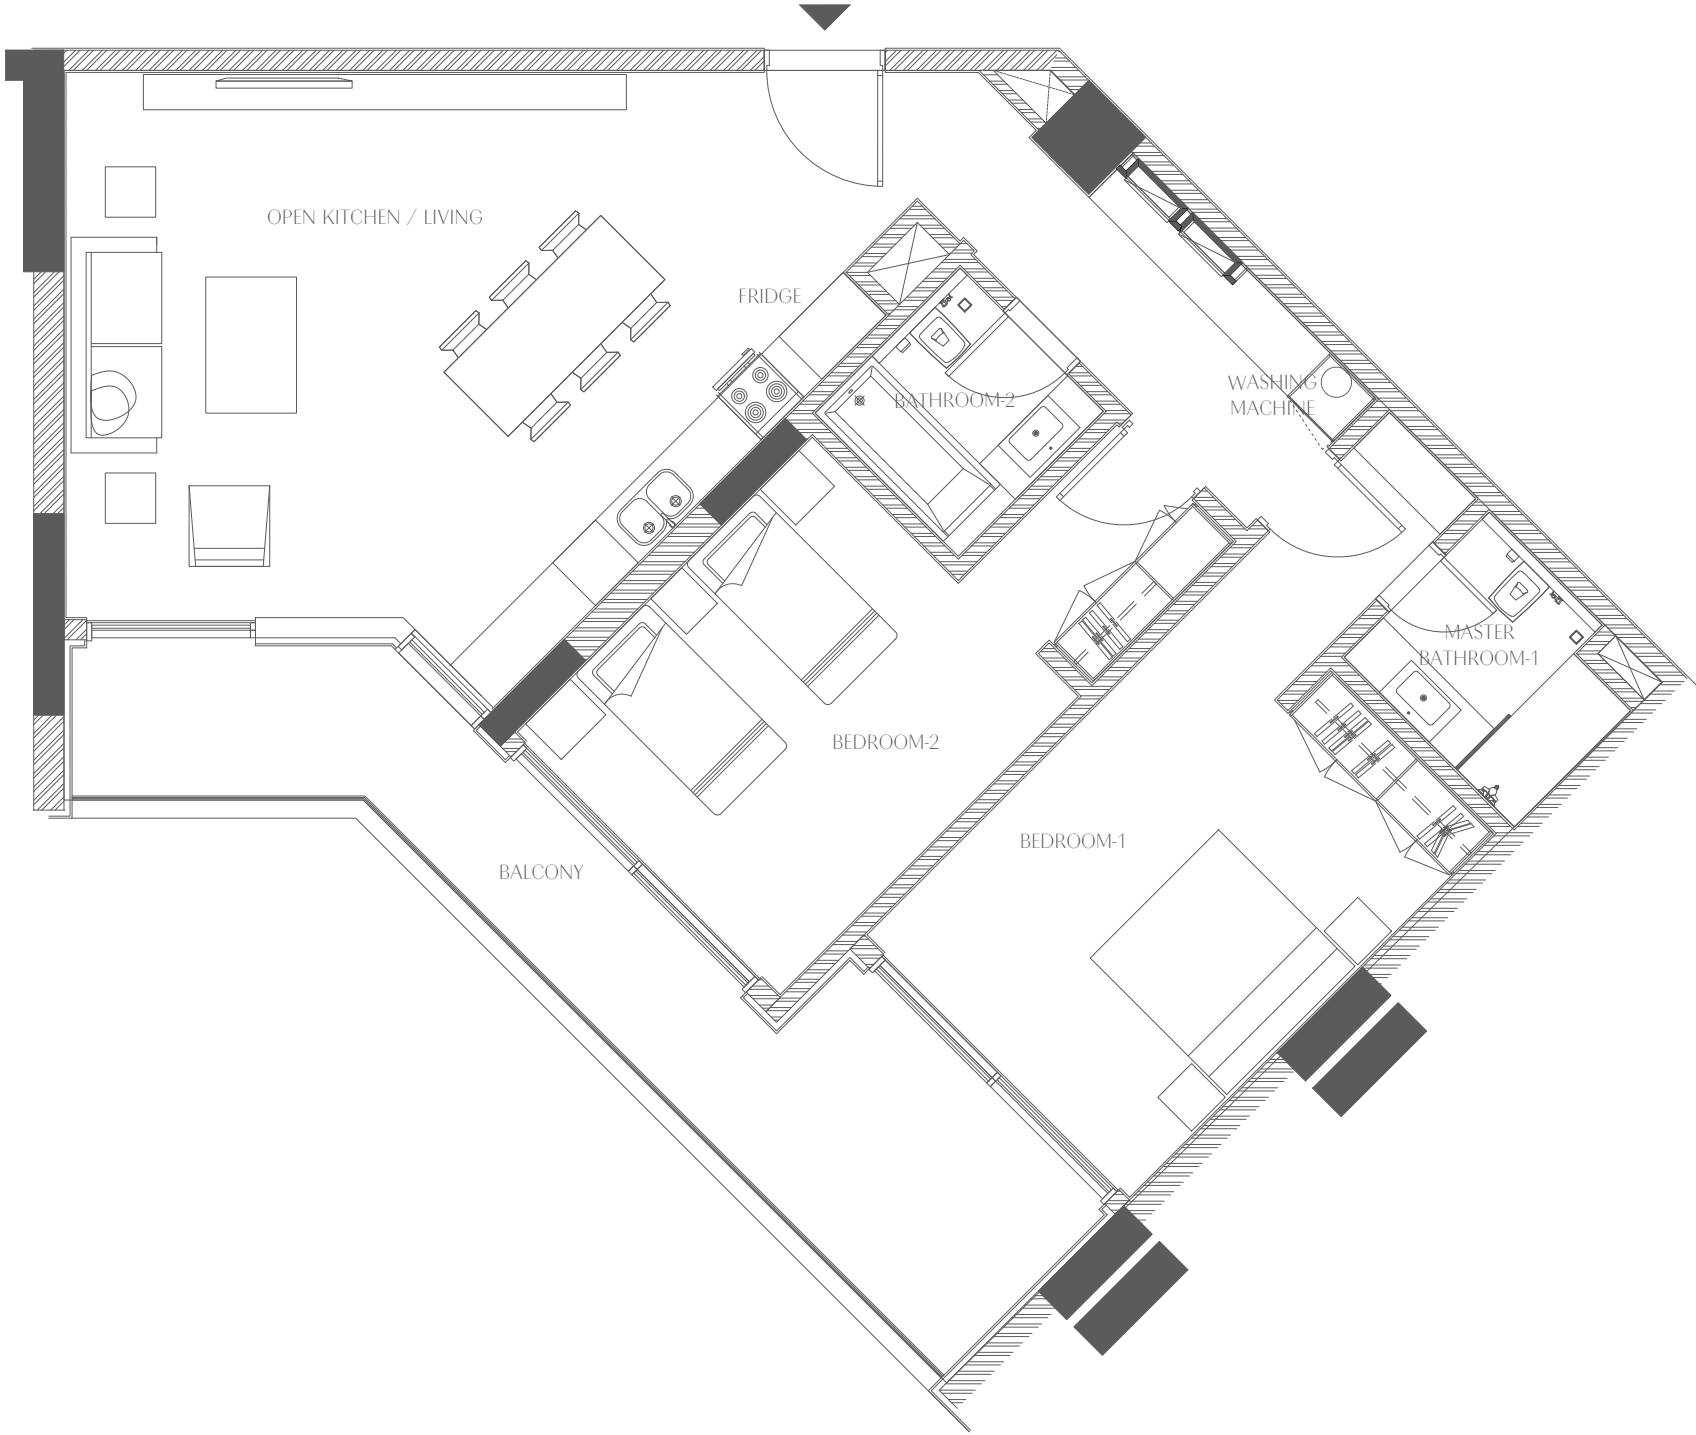 OPEN KITCHEN / LIVING
FRIDGE
BATHROOM-2
WASHING
MACHINE
MASTER
BATHROOM-1
BEDROOM-2
BEDROOM-1
BALCONY